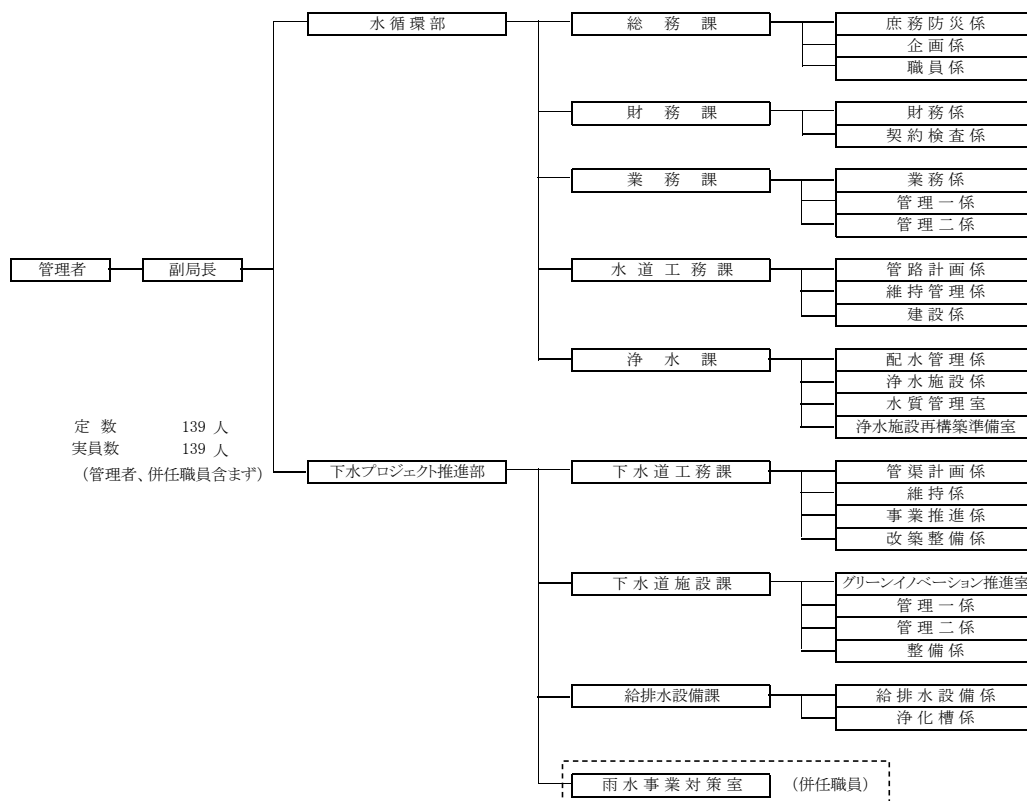 水循環部
総務課
庶務防災係
企画係
職員係
財務課
財務係
契約検査係
業務課
業務係
管理一係
管理二係
管理者
副局長
水道工務課
管路計画係
維持管理係
建設係
浄水課
配水管理係
浄水施設係
水質管理室
浄水施設再構築準備室
定数 139 人
実員数 139 人
(管理者、併任職員含まず)
下水プロジェクト推進部
下水道工務課
管渠計画係
維持係
事業推進係
改築整備係
下水道施設課
グリーンイノベーション推進室
管理一係
管理二係
整備係
給排水設備課
給排水設備係
浄化槽係
雨水事業対策室 (併任職員)